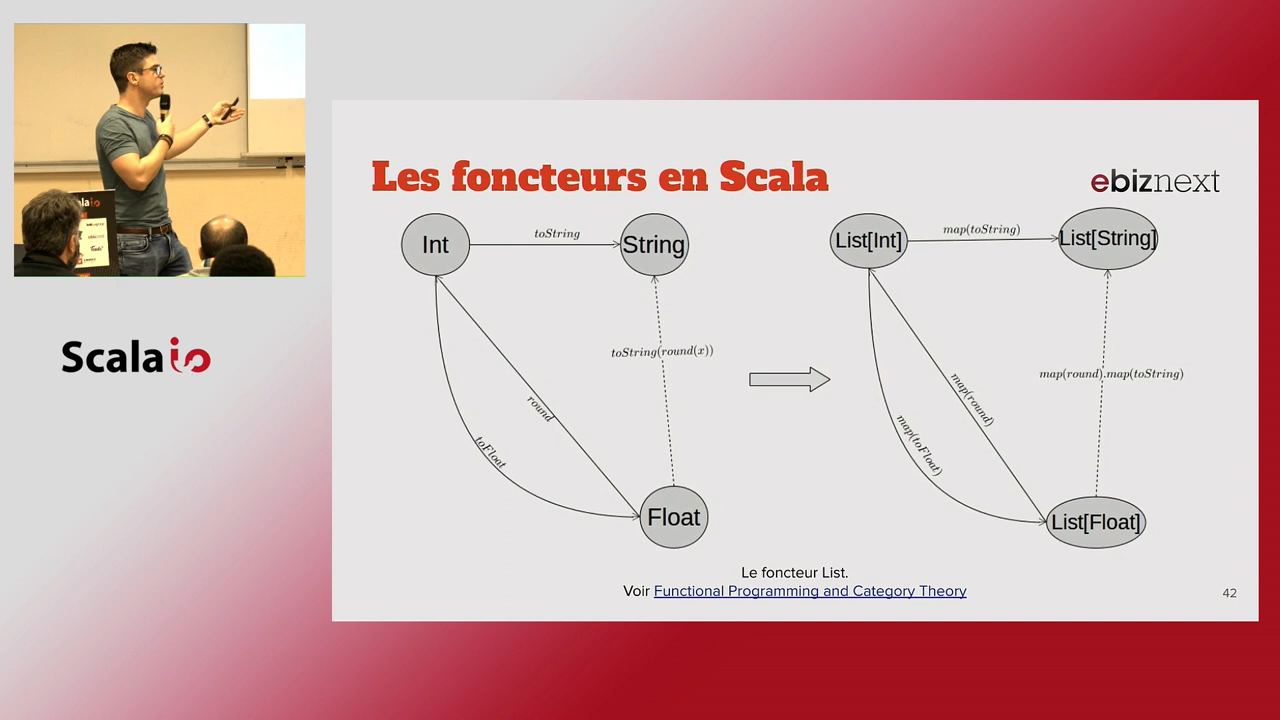 Les foncteurs en Scala
ebiznext
Int
toString
String
toString(round(x))
round
toFloat
Float
List[Int]
map(toString)
List[String]
map(round).map(toString)
map(round)
map(toFloat)
List[Float]
Le foncteur List.
Voir Functional Programming and Category Theory
42
Scala io